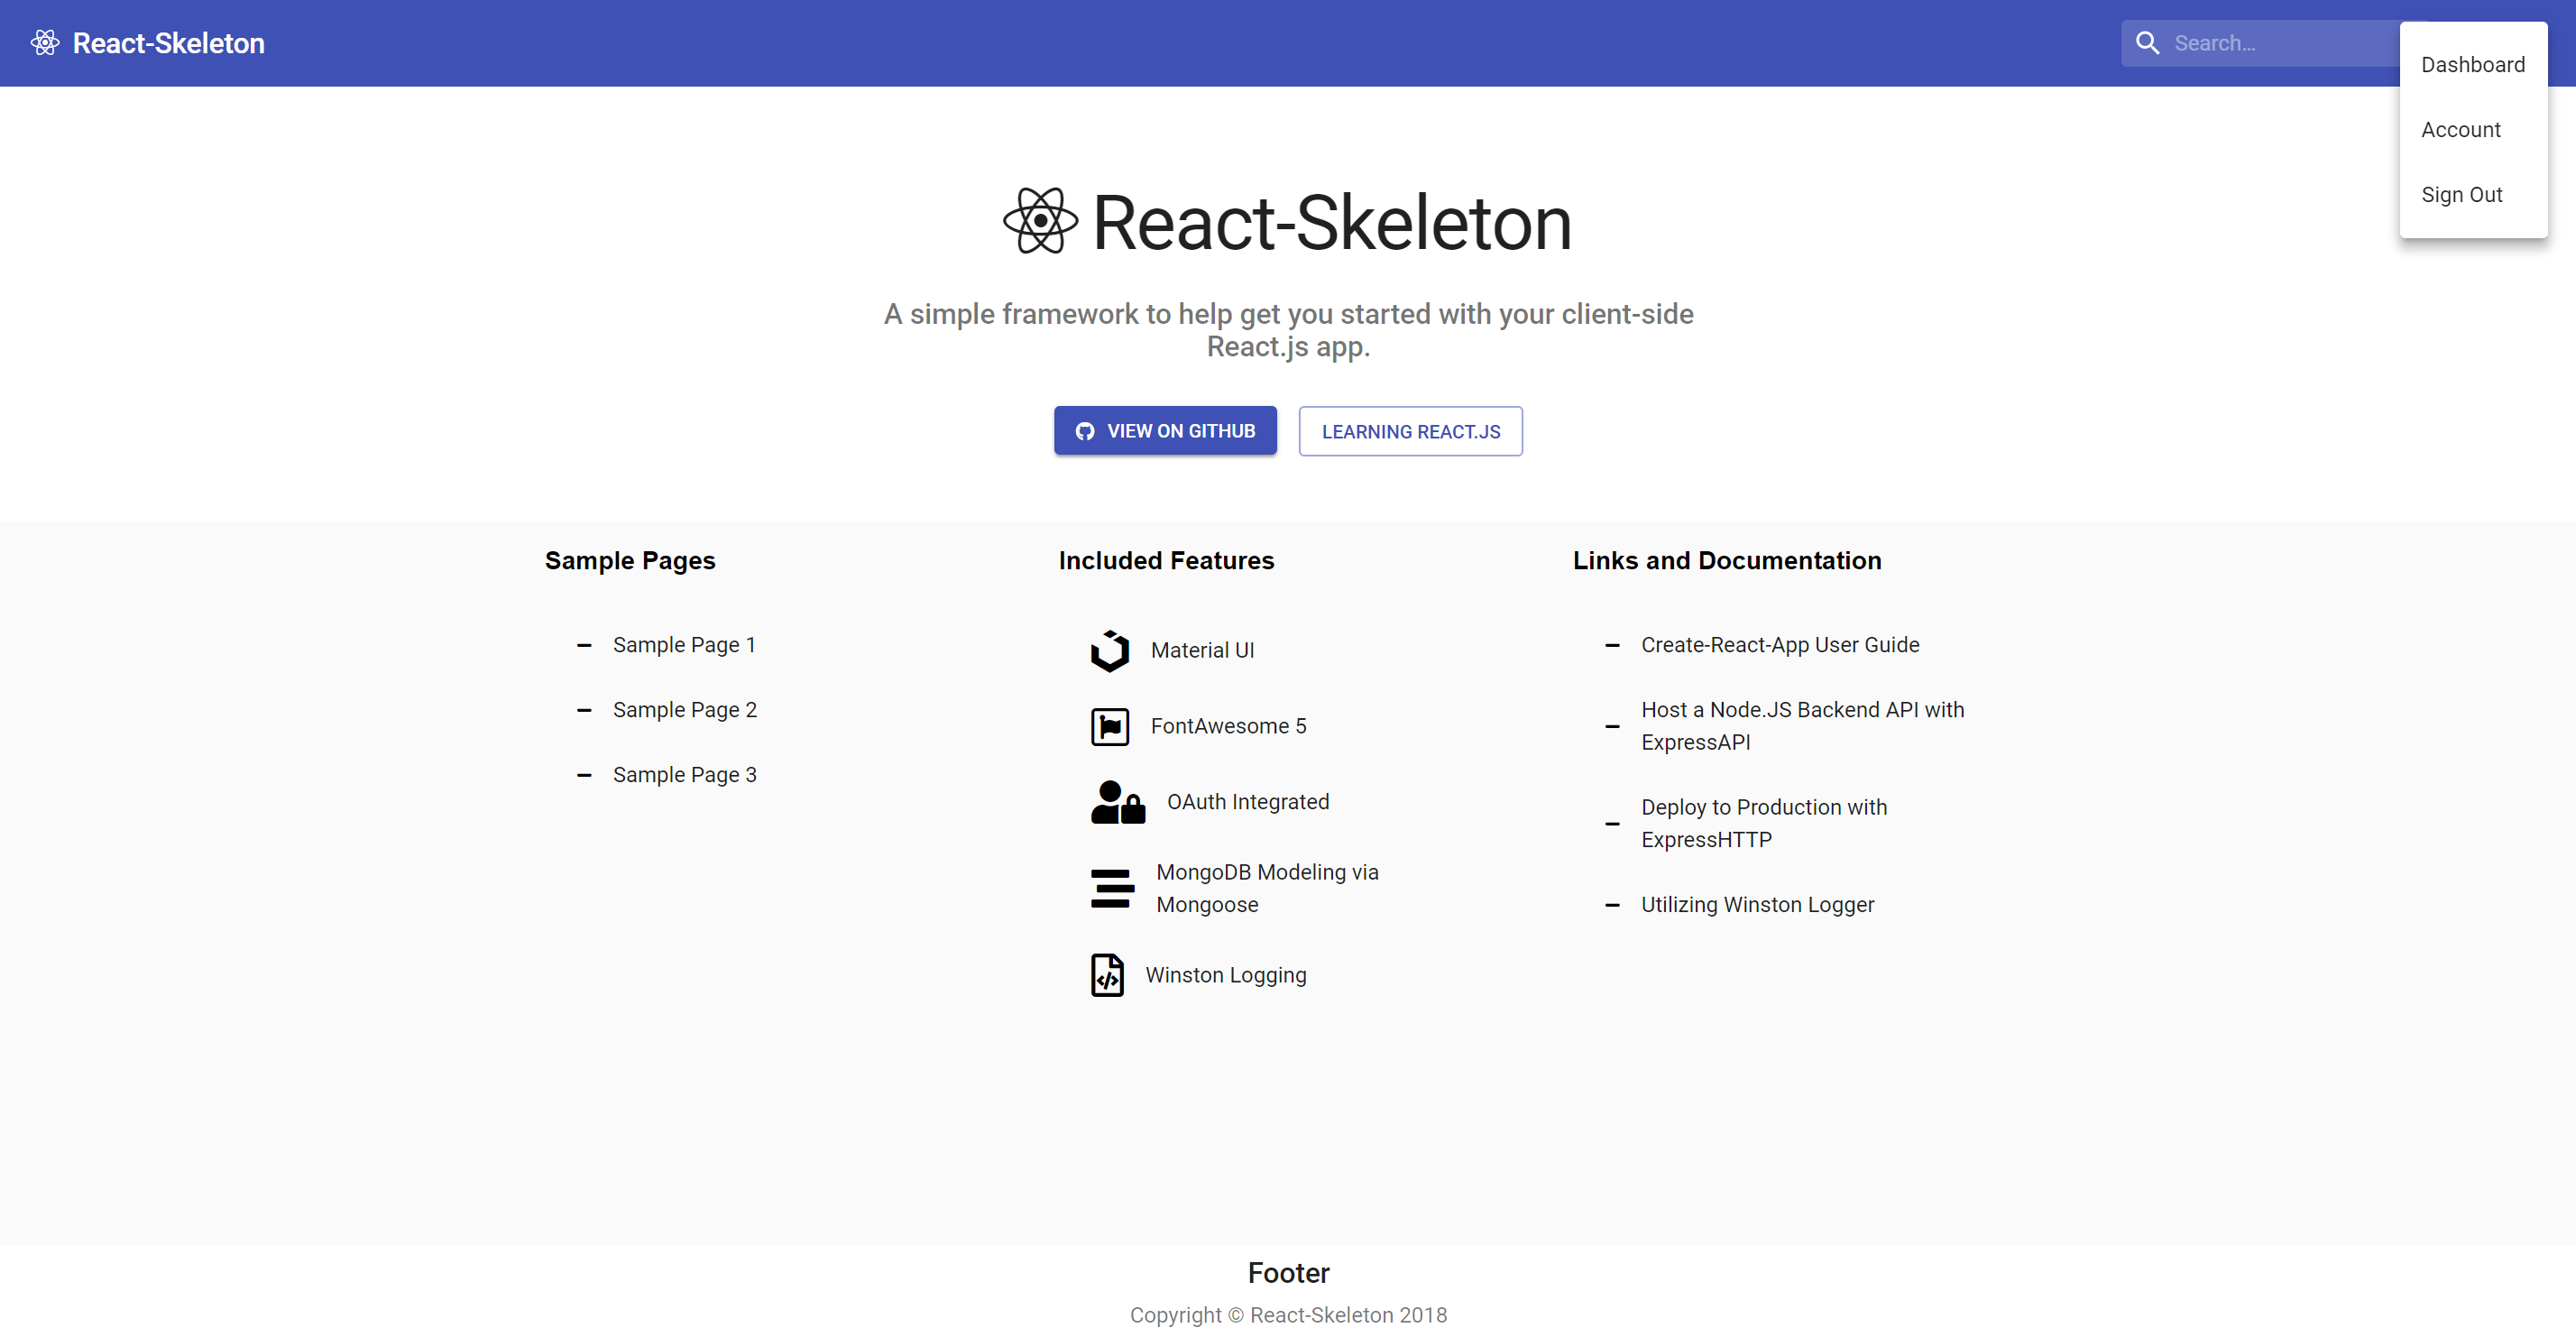 React-Skeleton
Search...
Dashboard
Account
Sign Out
React-Skeleton
A simple framework to help get you started with your client-side
React.js app.
VIEW ON GITHUB
LEARNING REACT.JS
Sample Pages
Sample Page 1
Sample Page 2
Sample Page 3
Included Features
Material UI
FontAwesome 5
OAuth Integrated
MongoDB Modeling via
Mongoose
Winston Logging
Links and Documentation
Create-React-App User Guide
Host a Node.JS Backend API with
ExpressAPI
Deploy to Production with
ExpressHTTP
Utilizing Winston Logger
Footer
Copyright © React-Skeleton 2018